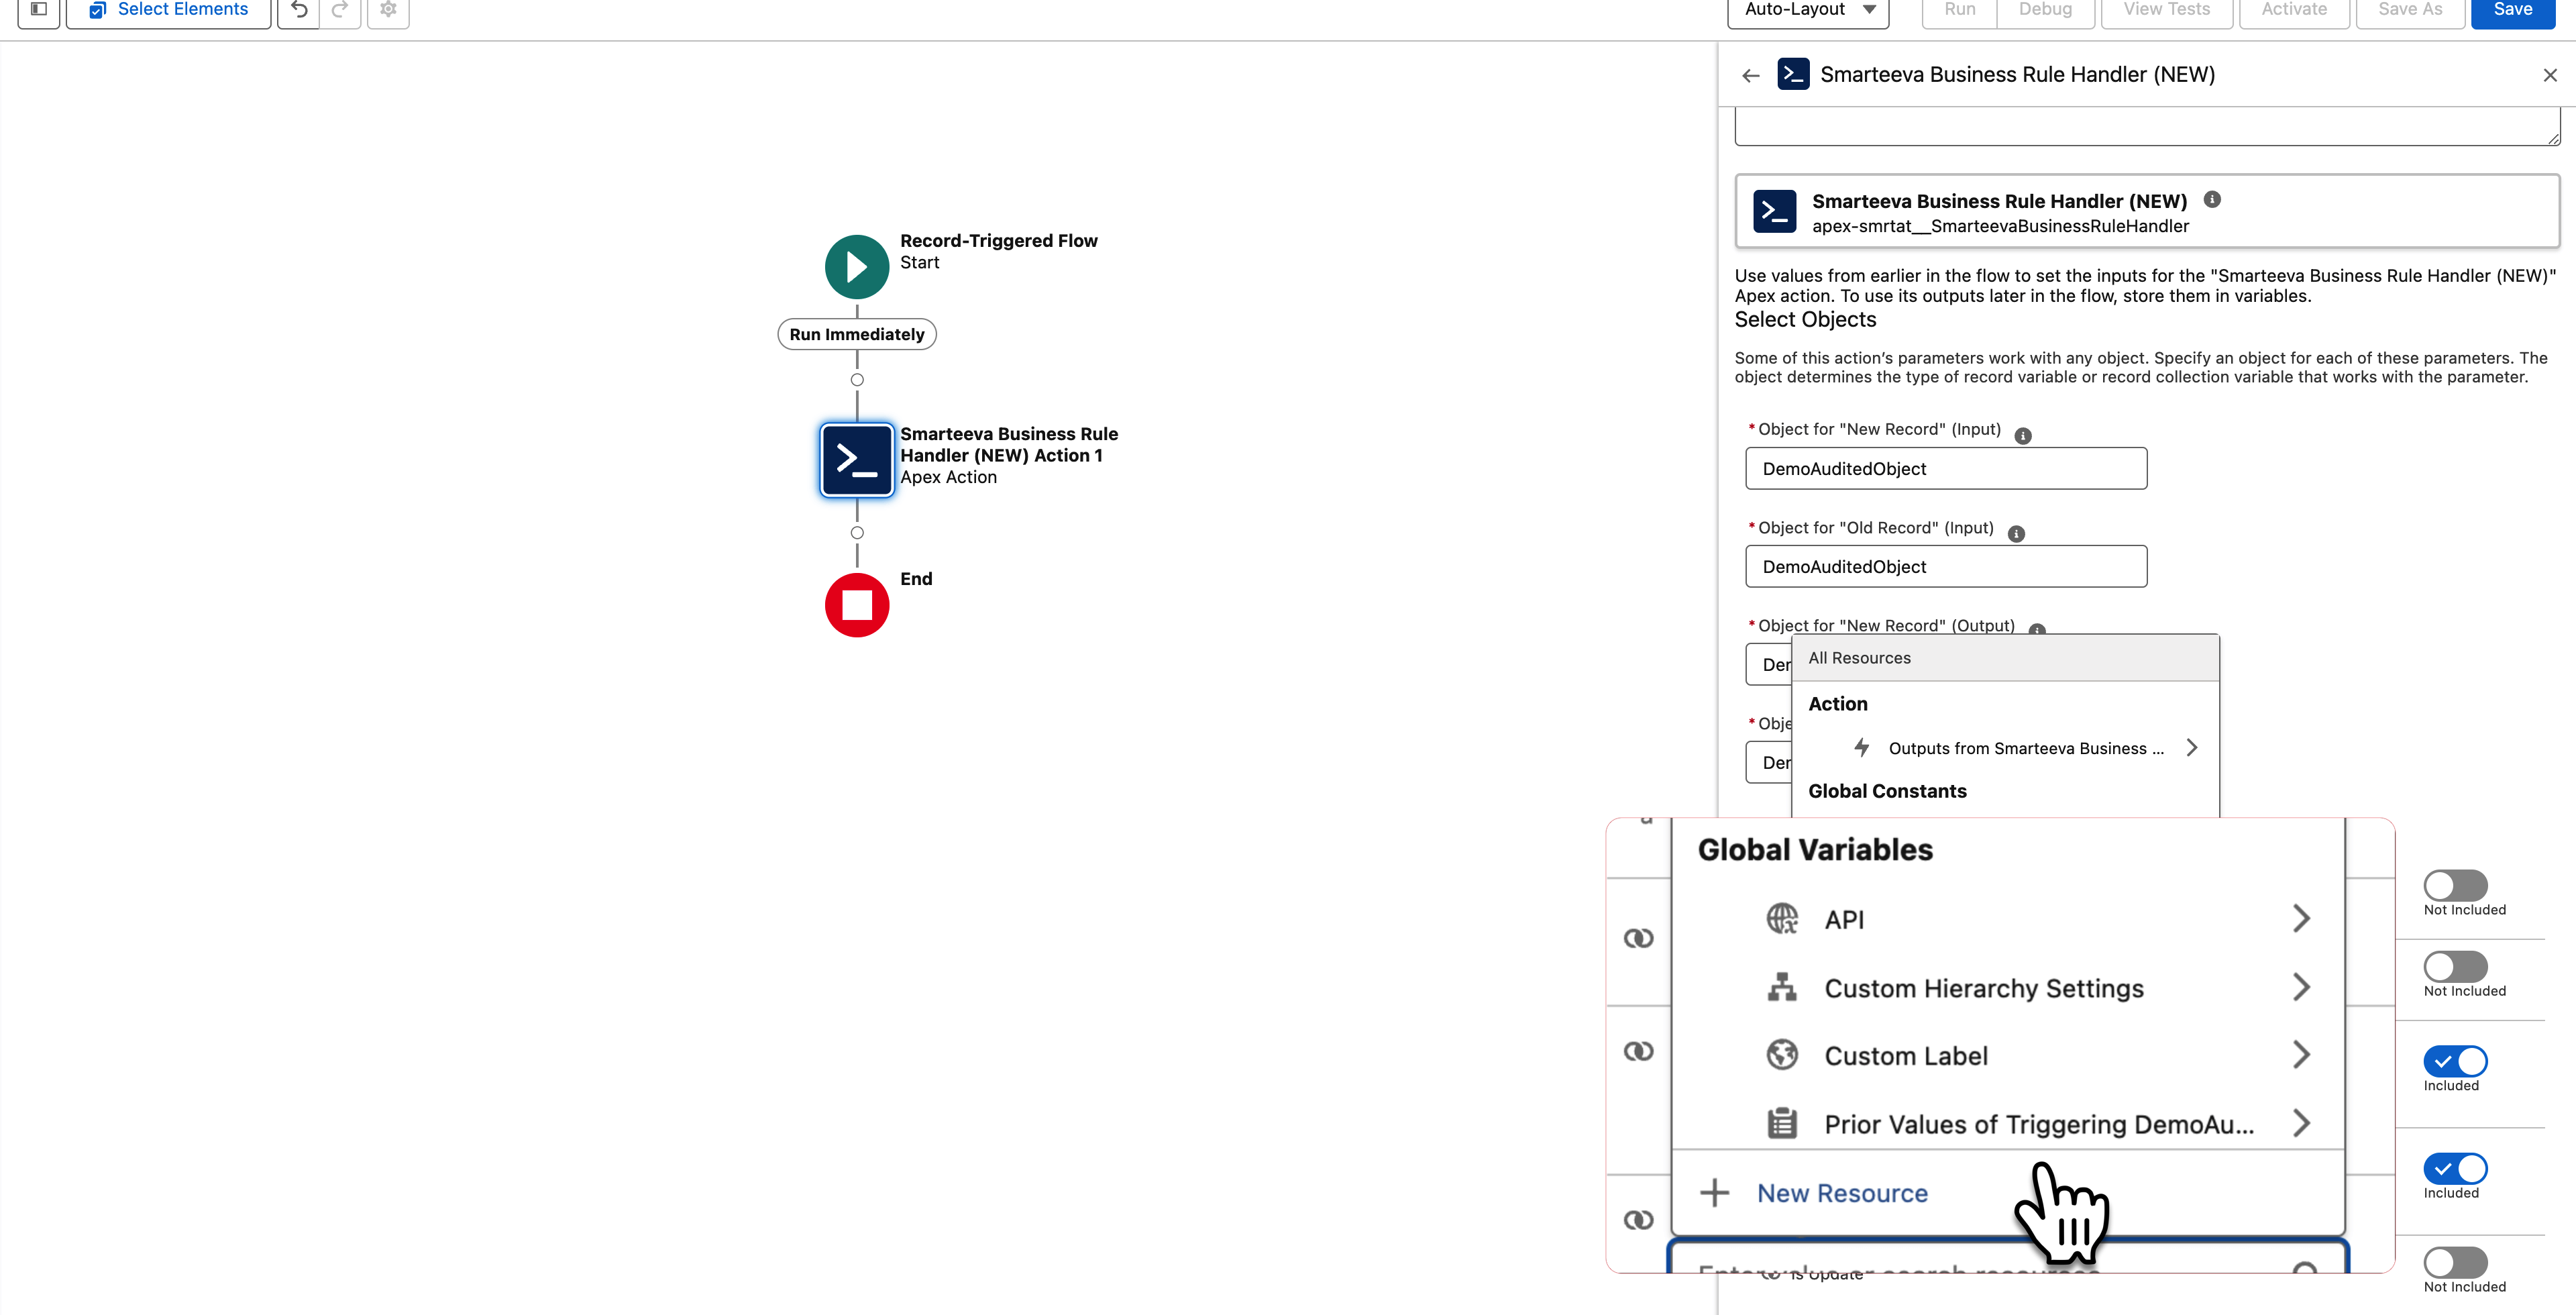 Select Elements
Auto-Layout
Run
Debug
View Tests
Activate
Save As
Save
Record-Triggered Flow
Start
Run Immediately
Smarteeva Business Rule
Handler (NEW) Action 1
Apex Action
End
Smarteeva Business Rule Handler (NEW)
Smarteeva Business Rule Handler (NEW)
apex-smrtat__SmarteevaBusinessRuleHandler
Use values from earlier in the flow to set the inputs for the "Smarteeva Business Rule Handler (NEW)"
Apex action. To use its outputs later in the flow, store them in variables.
Select Objects
Some of this action's parameters work with any object. Specify an object for each of these parameters. The
object determines the type of record variable or record collection variable that works with the parameter.
*Object for "New Record" (Input)
DemoAuditedObject
*Object for "Old Record" (Input)
DemoAuditedObject
*Object for "New Record" (Output)
Der
*Obje
Der
All Resources
Action
Outputs from Smarteeva Business ...
Global Constants
Global Variables
API
Custom Hierarchy Settings
Custom Label
Prior Values of Triggering DemoAu...
New Resource
Not Included
Not Included
Included
Included
Not Included